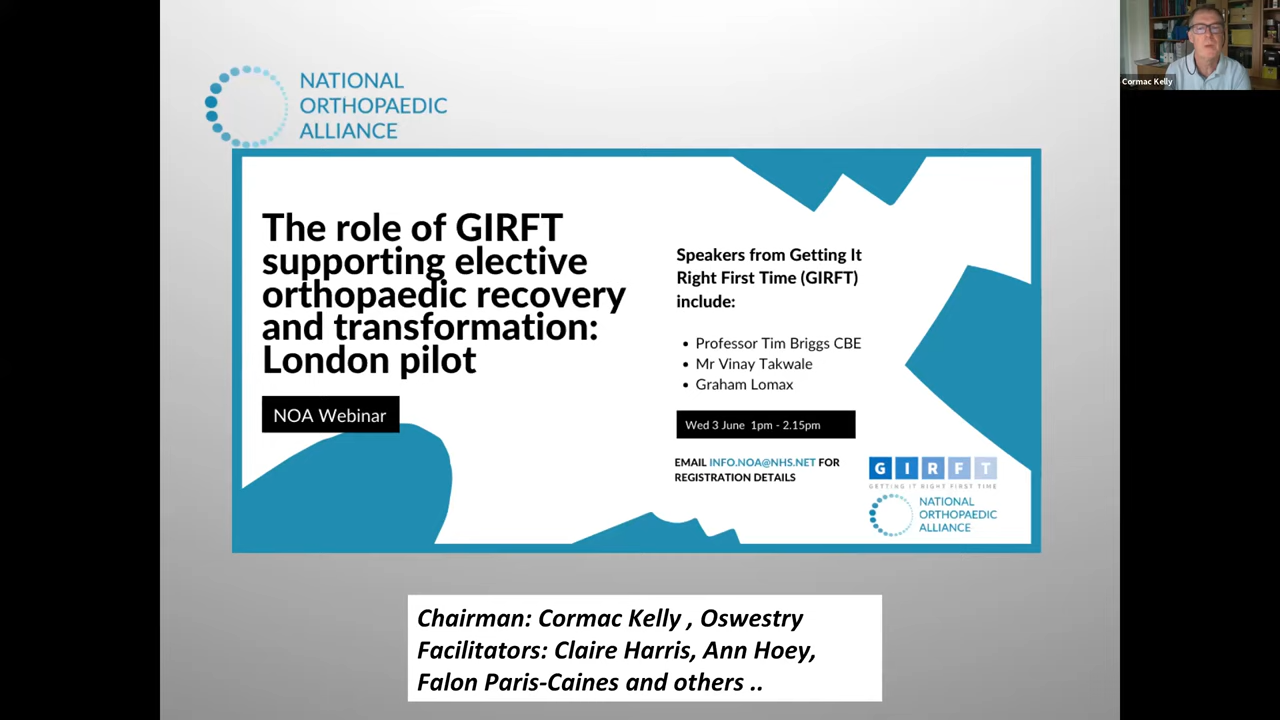 NATIONAL
ORTHOPAEDIC
ALLIANCE
The role of GIRFT
supporting elective
orthopaedic recovery
and transformation:
London pilot
NOA Webinar
Speakers from Getting It
Right First Time (GIRFT)
include:
• Professor Tim Briggs CBE
• Mr Vinay Takwale
• Graham Lomax
Wed 3 June 1pm - 2.15pm
EMAIL INFO.NOA@NHS.NET FOR
REGISTRATION DETAILS
GIRFT
GETTING IT RIGHT FIRST TIME
NATIONAL
ORTHOPAEDIC
ALLIANCE
Chairman: Cormac Kelly , Oswestry
Facilitators: Claire Harris, Ann Hoey,
Falon Paris-Caines and others ..
Cormac Kelly